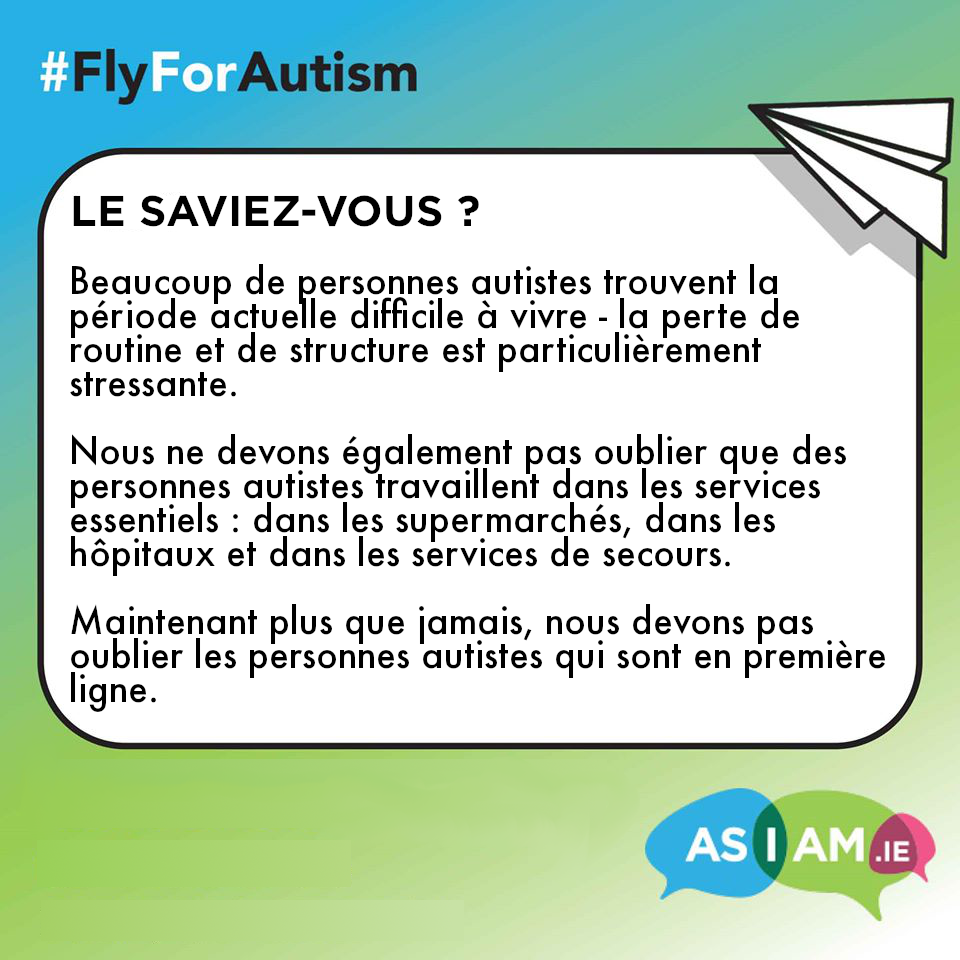 #FlyForAutism
LE SAVIEZ-VOUS ?
Beaucoup de personnes autistes trouvent la
période actuelle difficile à vivre - la perte de
routine et de structure est particulièrement
stressante.
Nous ne devons également pas oublier que des
personnes autistes travaillent dans les services
essentiels : dans les supermarchés, dans les
hôpitaux et dans les services de secours.
Maintenant plus que jamais, nous devons pas
oublier les personnes autistes qui sont en première
ligne.
AS I AM.IE